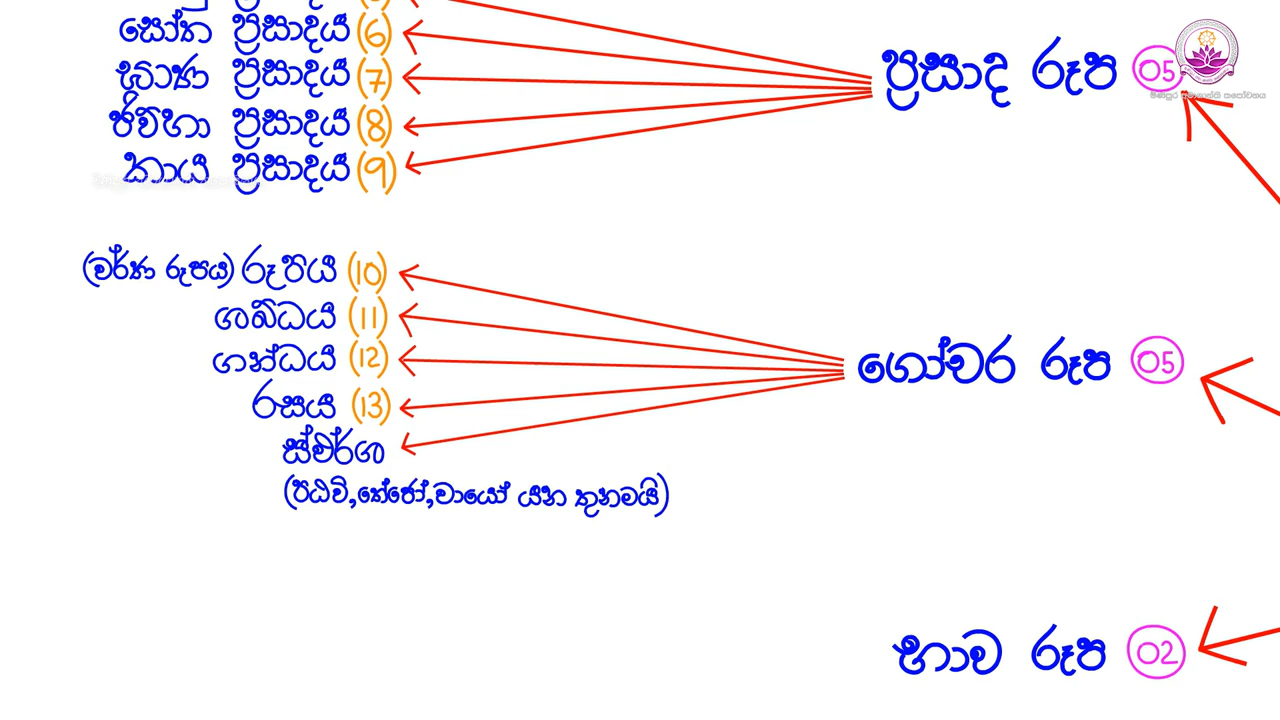 සෝත ප්‍රසාදය (6)
ඝාණ ප්‍රසාදය (7)
ජිව්හා ප්‍රසාදය (8)
කාය ප්‍රසාදය (9)
ප්‍රසාද රූප 05
(වර්ණ රූපය) රූපය (10)
ශබ්ධය (11)
ගන්ධය (12)
රසය (13)
ස්පර්ශ
(පඨවි,තේජෝ,වායෝ යන තුනමයි)
ගෝචර රූප 05
භාව රූප 02